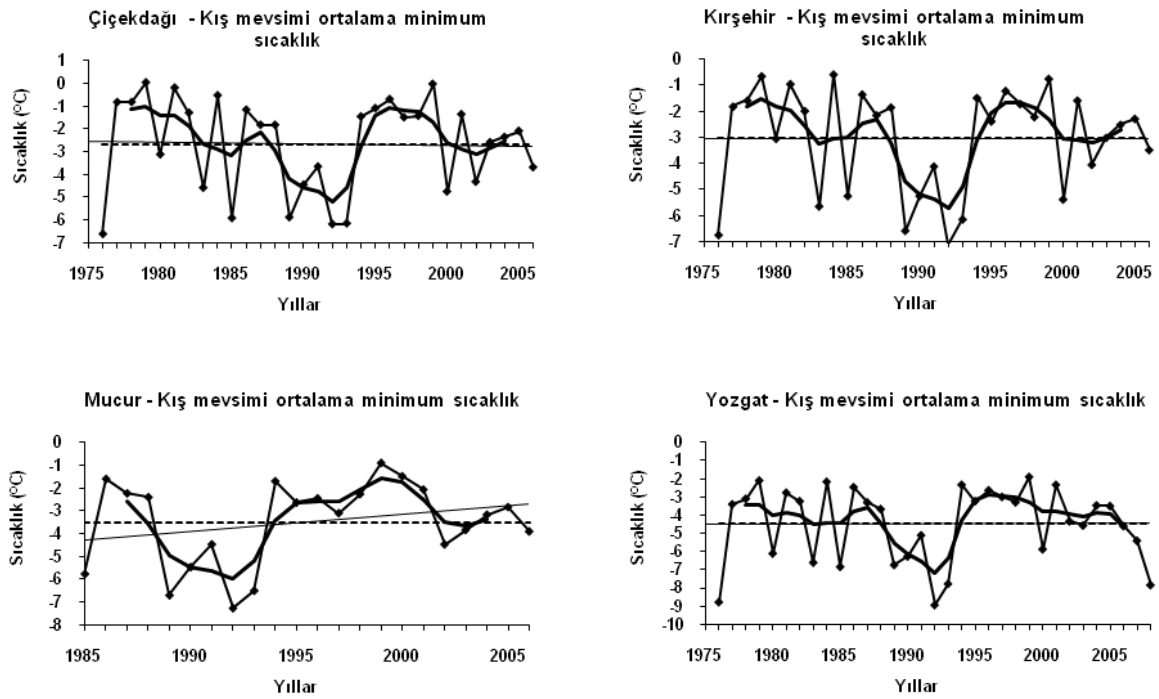 Çiçekdağı - Kış mevsimi ortalama minimum
sıcaklık
Sıcaklık (°C)
1
0
-1
-2
-3
-4
-5
-6
-7
1975 1980 1985 1990 1995 2000 2005
Yıllar
Kırşehir - Kış mevsimi ortalama minimum
sıcaklık
Sıcaklık (°C)
0
-1
-2
-3
-4
-5
-6
-7
1975 1980 1985 1990 1995 2000 2005
Yıllar
Mucur - Kış mevsimi ortalama minimum sıcaklık
Sıcaklık (°C)
0
-1
-2
-3
-4
-5
-6
-7
-8
1985 1990 1995 2000 2005
Yıllar
Yozgat - Kış mevsimi ortalama minimum sıcaklık
Sıcaklık (°C)
0
-1
-2
-3
-4
-5
-6
-7
-8
-9
-10
1975 1980 1985 1990 1995 2000 2005
Yıllar